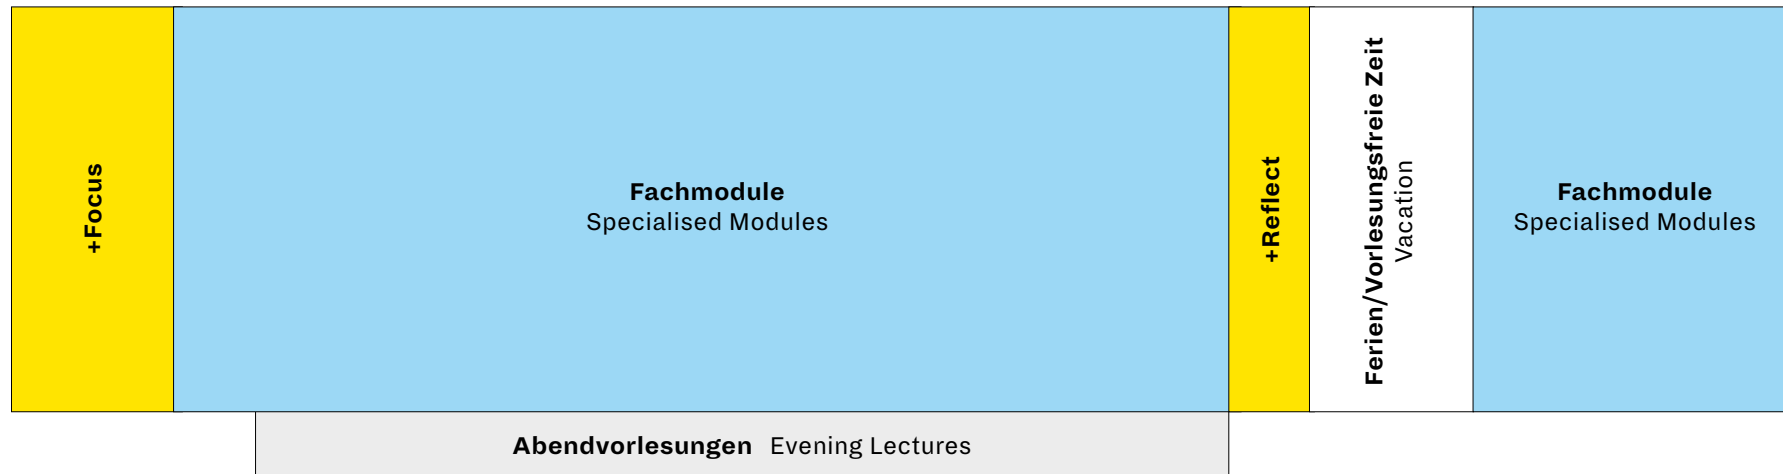 +Focus
Fachmodule
Specialised Modules
+Reflect
Ferien/Vorlesungsfreie Zeit
Vacation
Fachmodule
Specialised Modules
Abendvorlesungen Evening Lectures